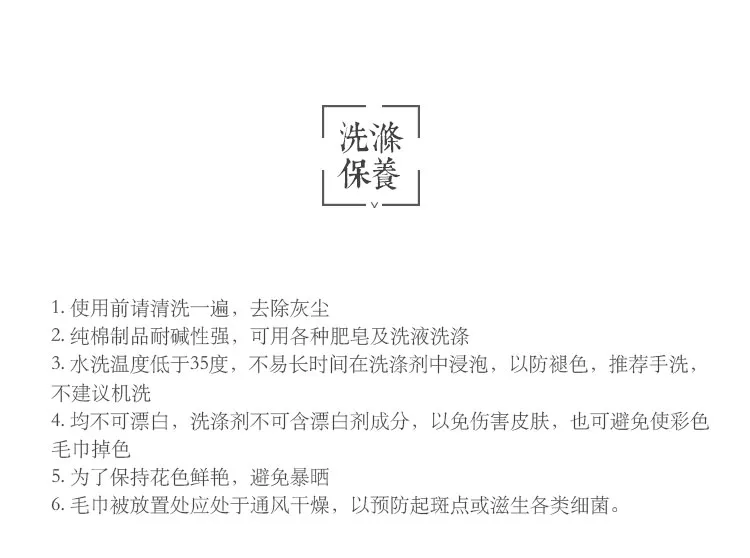 洗滌
保養
1. 使用前请清洗一遍，去除灰尘
2. 纯棉制品耐碱性强，可用各种肥皂及洗液洗涤
3. 水洗温度低于35度，不易长时间在洗涤剂中浸泡，以防褪色，推荐手洗，
不建议机洗
4. 均不可漂白，洗涤剂不可含漂白剂成分，以免伤害皮肤，也可避免使彩色
毛巾掉色
5. 为了保持花色鲜艳，避免暴晒
6. 毛巾被放置处应处于通风干燥，以预防起斑点或滋生各类细菌。